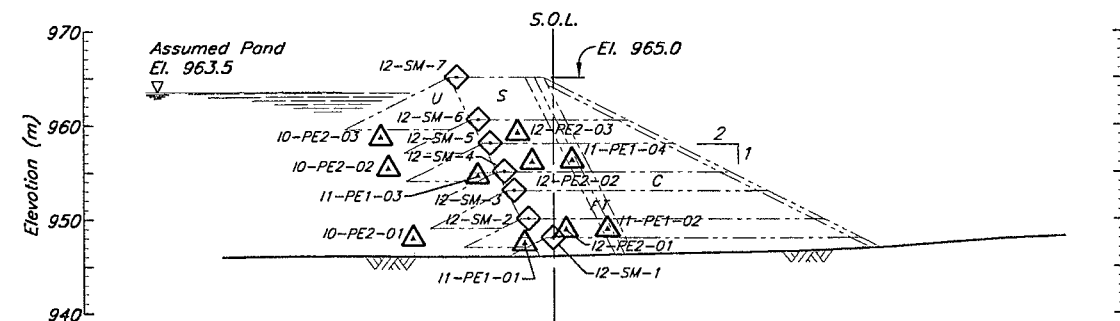 S.O.L.
970
Assumed Pond
El. 963.5
12-SM-7
El. 965.0
U
S
12-SM-6
960
10-PE2-03
12-SM-5
12-PE2-03
2
1
12-SM-4
11-PE1-04
10-PE2-02
12-PE2-02
C
11-PE1-03
12-SM-3
Elevation (m)
950
12-SM-2
F
T
11-PE1-02
10-PE2-01
12-PE2-01
11-PE1-01
12-SM-1
940